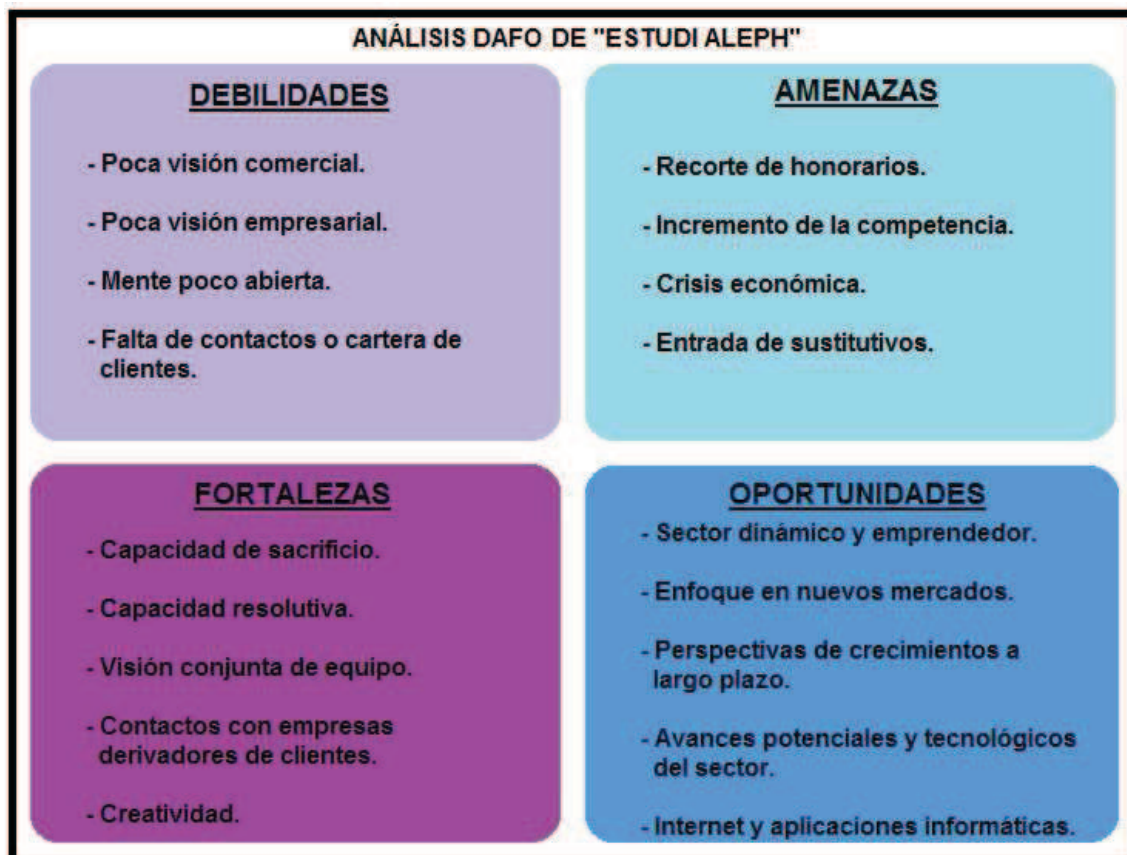 ANÁLISIS DAFO DE "ESTUDI ALEPH"
DEBILIDADES
- Poca visión comercial.
- Poca visión empresarial.
- Mente poco abierta.
- Falta de contactos o cartera de
clientes.
AMENAZAS
- Recorte de honorarios.
- Incremento de la competencia.
- Crisis económica.
- Entrada de sustitutivos.
FORTALEZAS
- Capacidad de sacrificio.
- Capacidad resolutiva.
- Visión conjunta de equipo.
- Contactos con empresas
derivadores de clientes.
- Creatividad.
OPORTUNIDADES
- Sector dinámico y emprendedor.
- Enfoque en nuevos mercados.
- Perspectivas de crecimientos a
largo plazo.
- Avances potenciales y tecnológicos
del sector.
- Internet y aplicaciones informáticas.